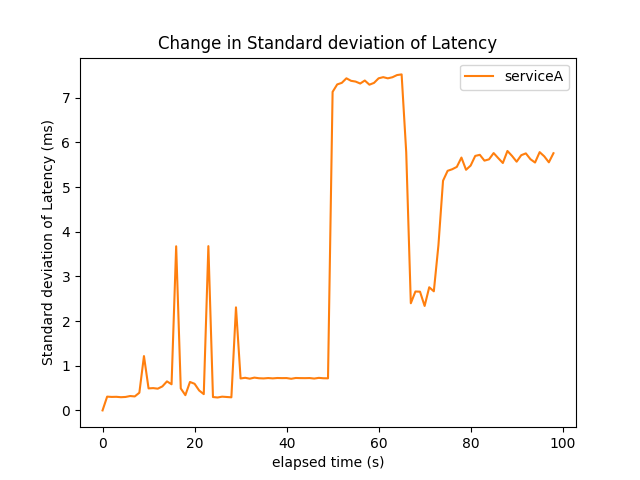 Change in Standard deviation of Latency
serviceA
Standard deviation of Latency (ms)
7
6
5
4
3
2
1
0
0 20 40 60 80 100
elapsed time (s)